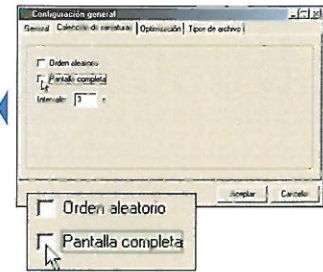 Configuración general
General Colección de miniaturas Optimización Tipos de archivo
Orden aleatorio
Pantalla completa
Intervalo: 3 s
Aceptar Cancelar
Orden aleatorio
Pantalla completa